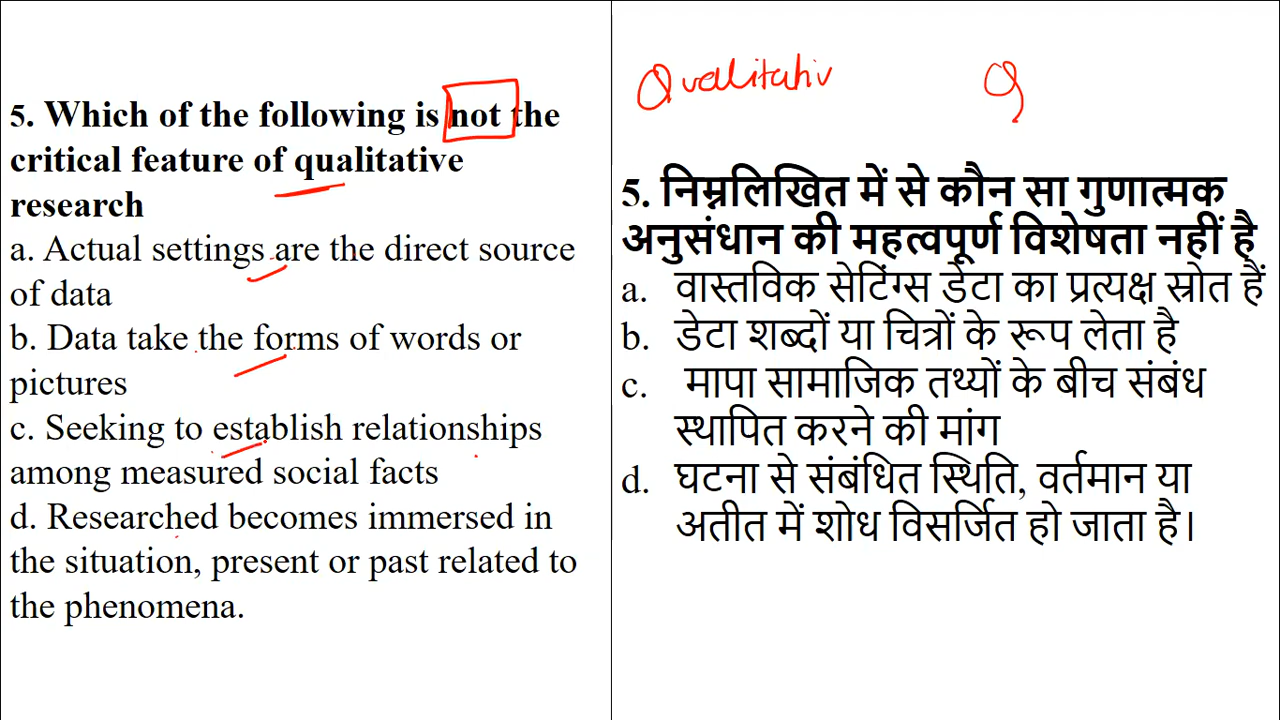 5. Which of the following is not the
critical feature of qualitative
research
a. Actual settings are the direct source
of data
b. Data take the forms of words or
pictures
c. Seeking to establish relationships
among measured social facts
d. Researched becomes immersed in
the situation, present or past related to
the phenomena.
Qualitativ Q
5. निम्नलिखित में से कौन सा गुणात्मक
अनुसंधान की महत्वपूर्ण विशेषता नहीं है
a. वास्तविक सेटिंग्स डेटा का प्रत्यक्ष स्रोत हैं
b. डेटा शब्दों या चित्रों के रूप लेता है
c. मापा सामाजिक तथ्यों के बीच संबंध
स्थापित करने की मांग
d. घटना से संबंधित स्थिति, वर्तमान या
अतीत में शोध विसर्जित हो जाता है।